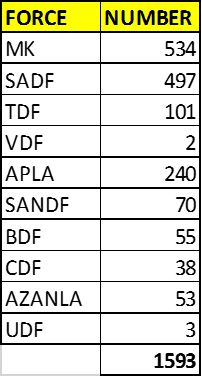 FORCE NUMBER
MK 534
SADF 497
TDF 101
VDF 2
APLA 240
SANDF 70
BDF 55
CDF 38
AZANLA 53
UDF 3
1593